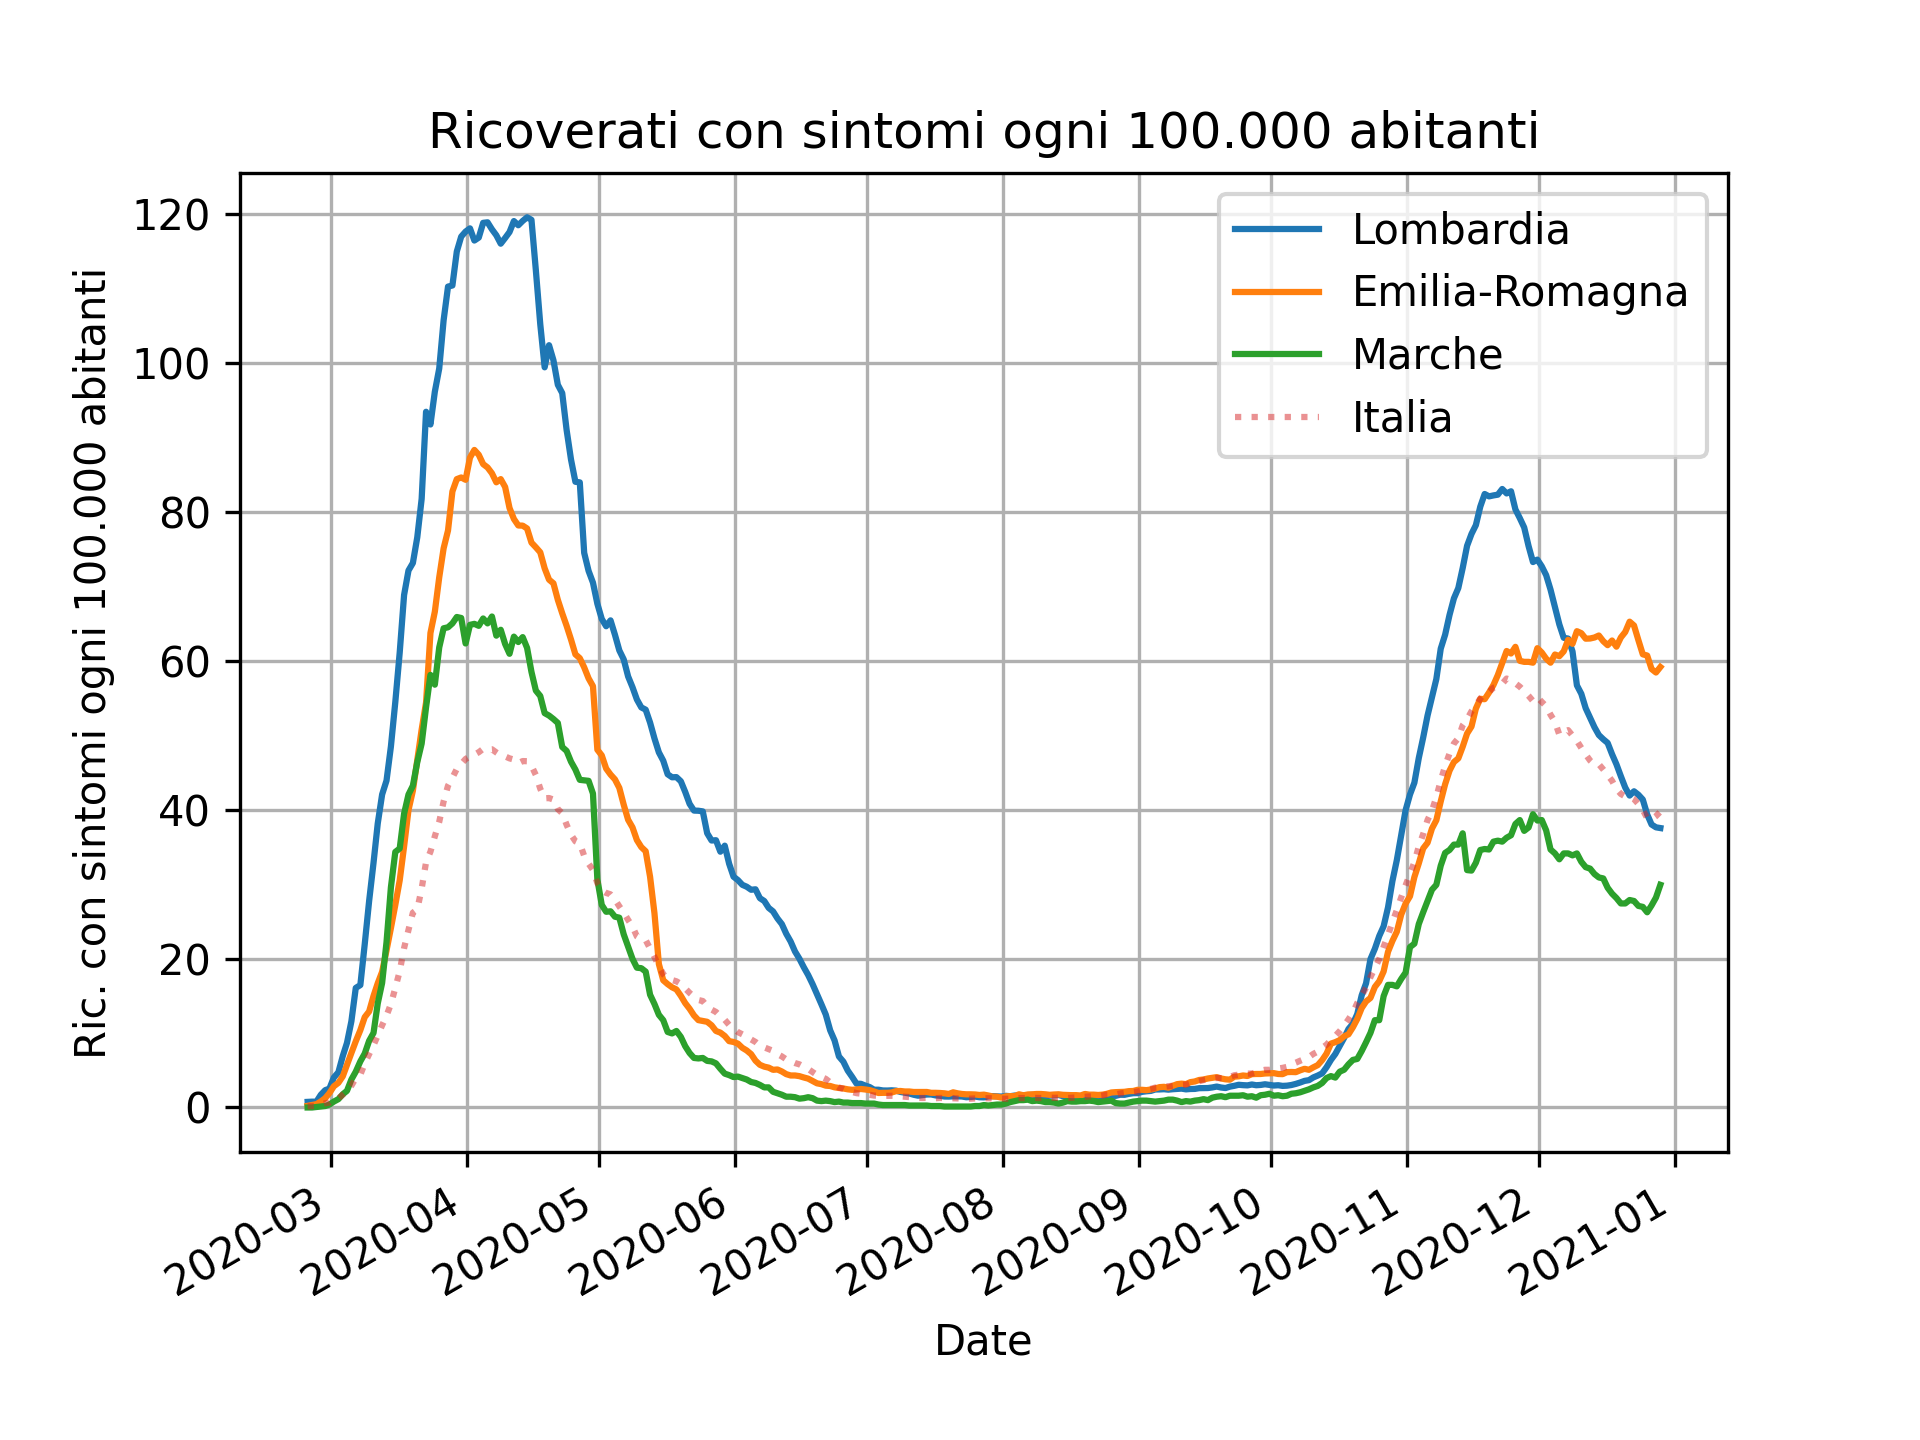 Ricoverati con sintomi ogni 100.000 abitanti
Ric. con sintomi ogni 100.000 abitanti
120
100
80
60
40
20
0
Lombardia
Emilia-Romagna
Marche
Italia
2020-03
2020-04
2020-05
2020-06
2020-07
2020-08
2020-09
2020-10
2020-11
2020-12
2021-01
Date